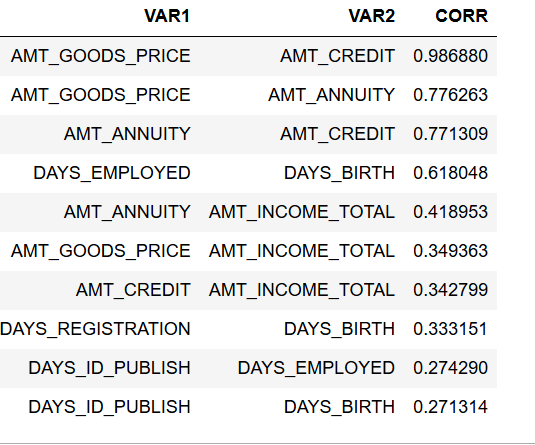 VAR1 VAR2 CORR
AMT_GOODS_PRICE AMT_CREDIT 0.986880
AMT_GOODS_PRICE AMT_ANNUITY 0.776263
AMT_ANNUITY AMT_CREDIT 0.771309
DAYS_EMPLOYED DAYS_BIRTH 0.618048
AMT_ANNUITY AMT_INCOME_TOTAL 0.418953
AMT_GOODS_PRICE AMT_INCOME_TOTAL 0.349363
AMT_CREDIT AMT_INCOME_TOTAL 0.342799
DAYS_REGISTRATION DAYS_BIRTH 0.333151
DAYS_ID_PUBLISH DAYS_EMPLOYED 0.274290
DAYS_ID_PUBLISH DAYS_BIRTH 0.271314